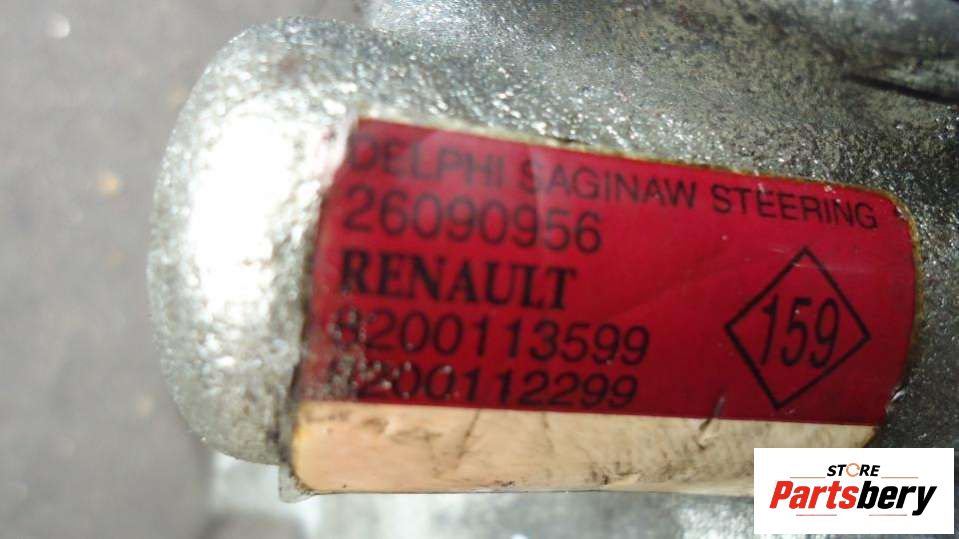 DELPHI SAGINAW STEERING
26090956
RENAULT
8200113599
8200112299
159
STORE
Partsbery